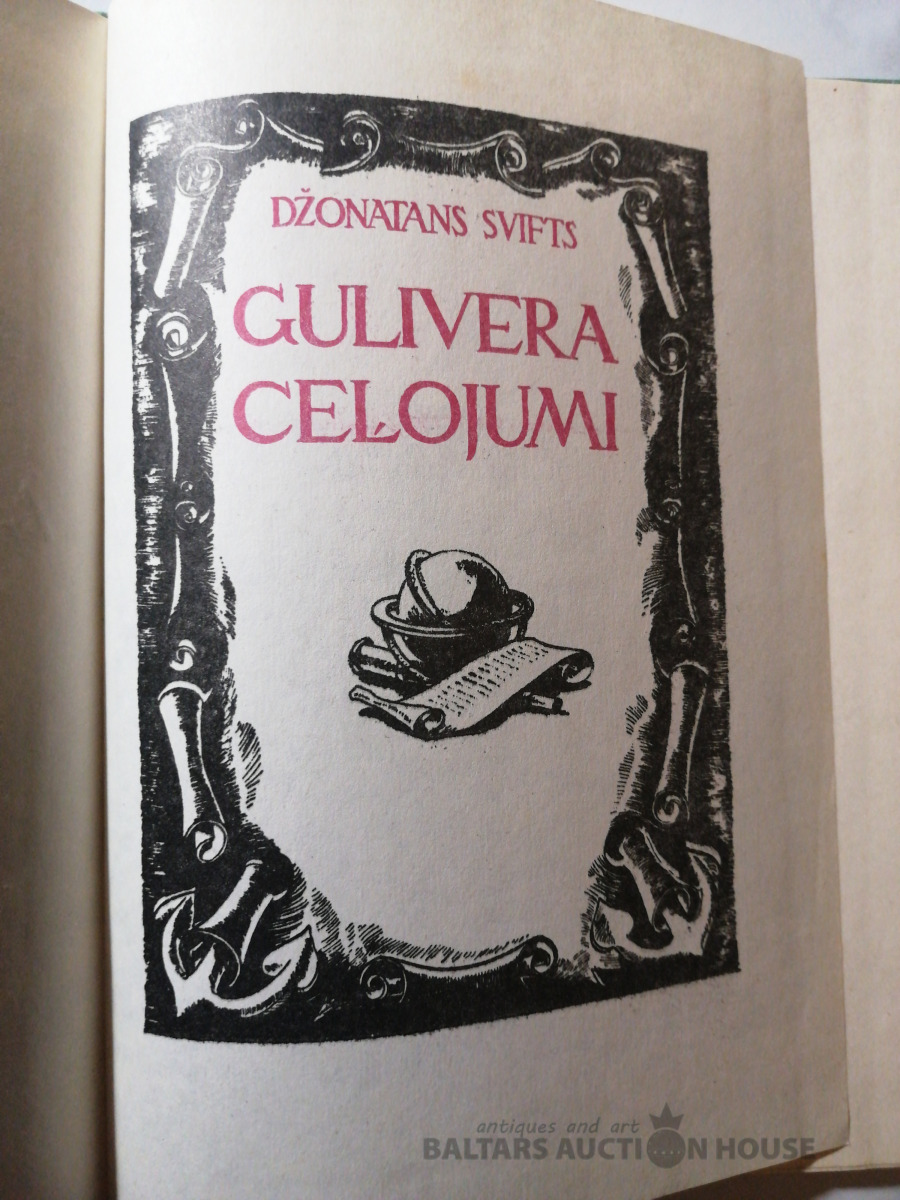 DŽONATANS SVIFTS
GULIVERA
CEĻOJUMI
antiques and art
BALTARS AUCTION HOUSE